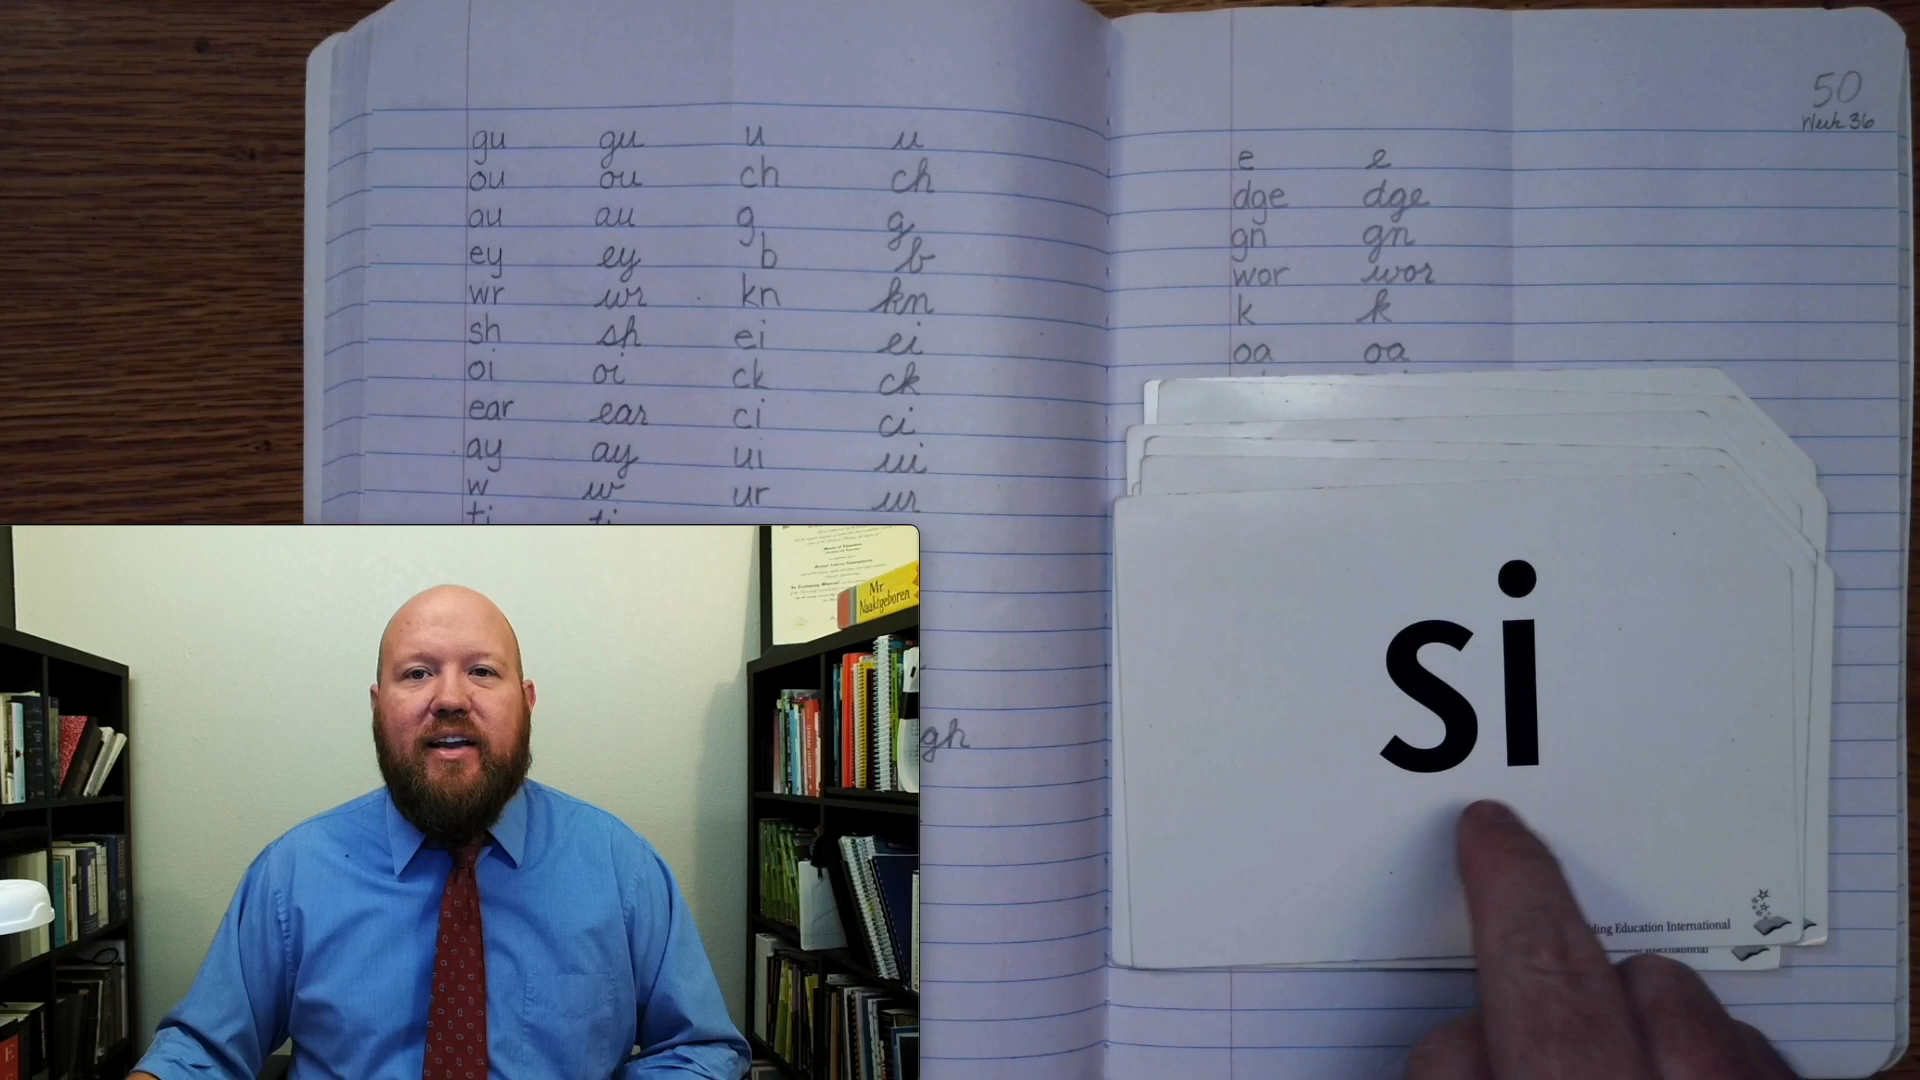 gu gu u u
ou ou ch ch
au au g g
ey ey b b
wr wr kn kn
sh sh ei ei
oi oi ck ck
ear ear ci ci
ay ay ui ui
w w ur ur
ti ti
gh
50
Week 36
e e
dge dge
gn gn
wor wor
k k
oa oa
si
ding Education International
Mr.
Naaktgeboren